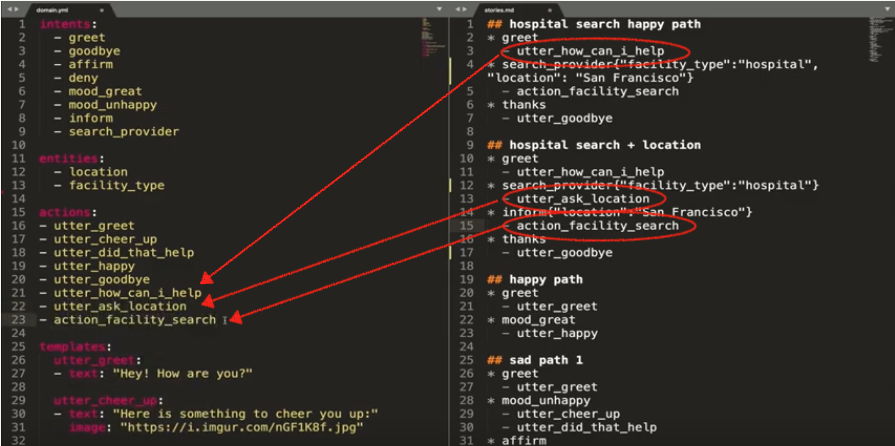 domain.yml
1 intents:
2 - greet
3 - goodbye
4 - affirm
5 - deny
6 - mood_great
7 - mood_unhappy
8 - inform
9 - search_provider
10
11 entities:
12 - location
13 - facility_type
14
15 actions:
16 - utter_greet
17 - utter_cheer_up
18 - utter_did_that_help
19 - utter_happy
20 - utter_goodbye
21 - utter_how_can_i_help
22 - utter_ask_location
23 - action_facility_search
24
25 templates:
26 utter_greet:
27 - text: "Hey! How are you?"
28
29 utter_cheer_up:
30 - text: "Here is something to cheer you up:"
31 image: "https://i.imgur.com/nGF1K8f.jpg"
32
stories.md
1 ## hospital search happy path
2 * greet
3 - utter_how_can_i_help
4 * search_provider{"facility_type":"hospital",
"location": "San Francisco"}
5 - action_facility_search
6 * thanks
7 - utter_goodbye
8
9 ## hospital search + location
10 * greet
11 - utter_how_can_i_help
12 * search_provider{"facility_type":"hospital"}
13 - utter_ask_location
14 * inform{"location":"San Francisco"}
15 - action_facility_search
16 * thanks
17 - utter_goodbye
18
19 ## happy path
20 * greet
21 - utter_greet
22 * mood_great
23 - utter_happy
24
25 ## sad path 1
26 * greet
27 - utter_greet
28 * mood_unhappy
29 - utter_cheer_up
30 - utter_did_that_help
31 * affirm